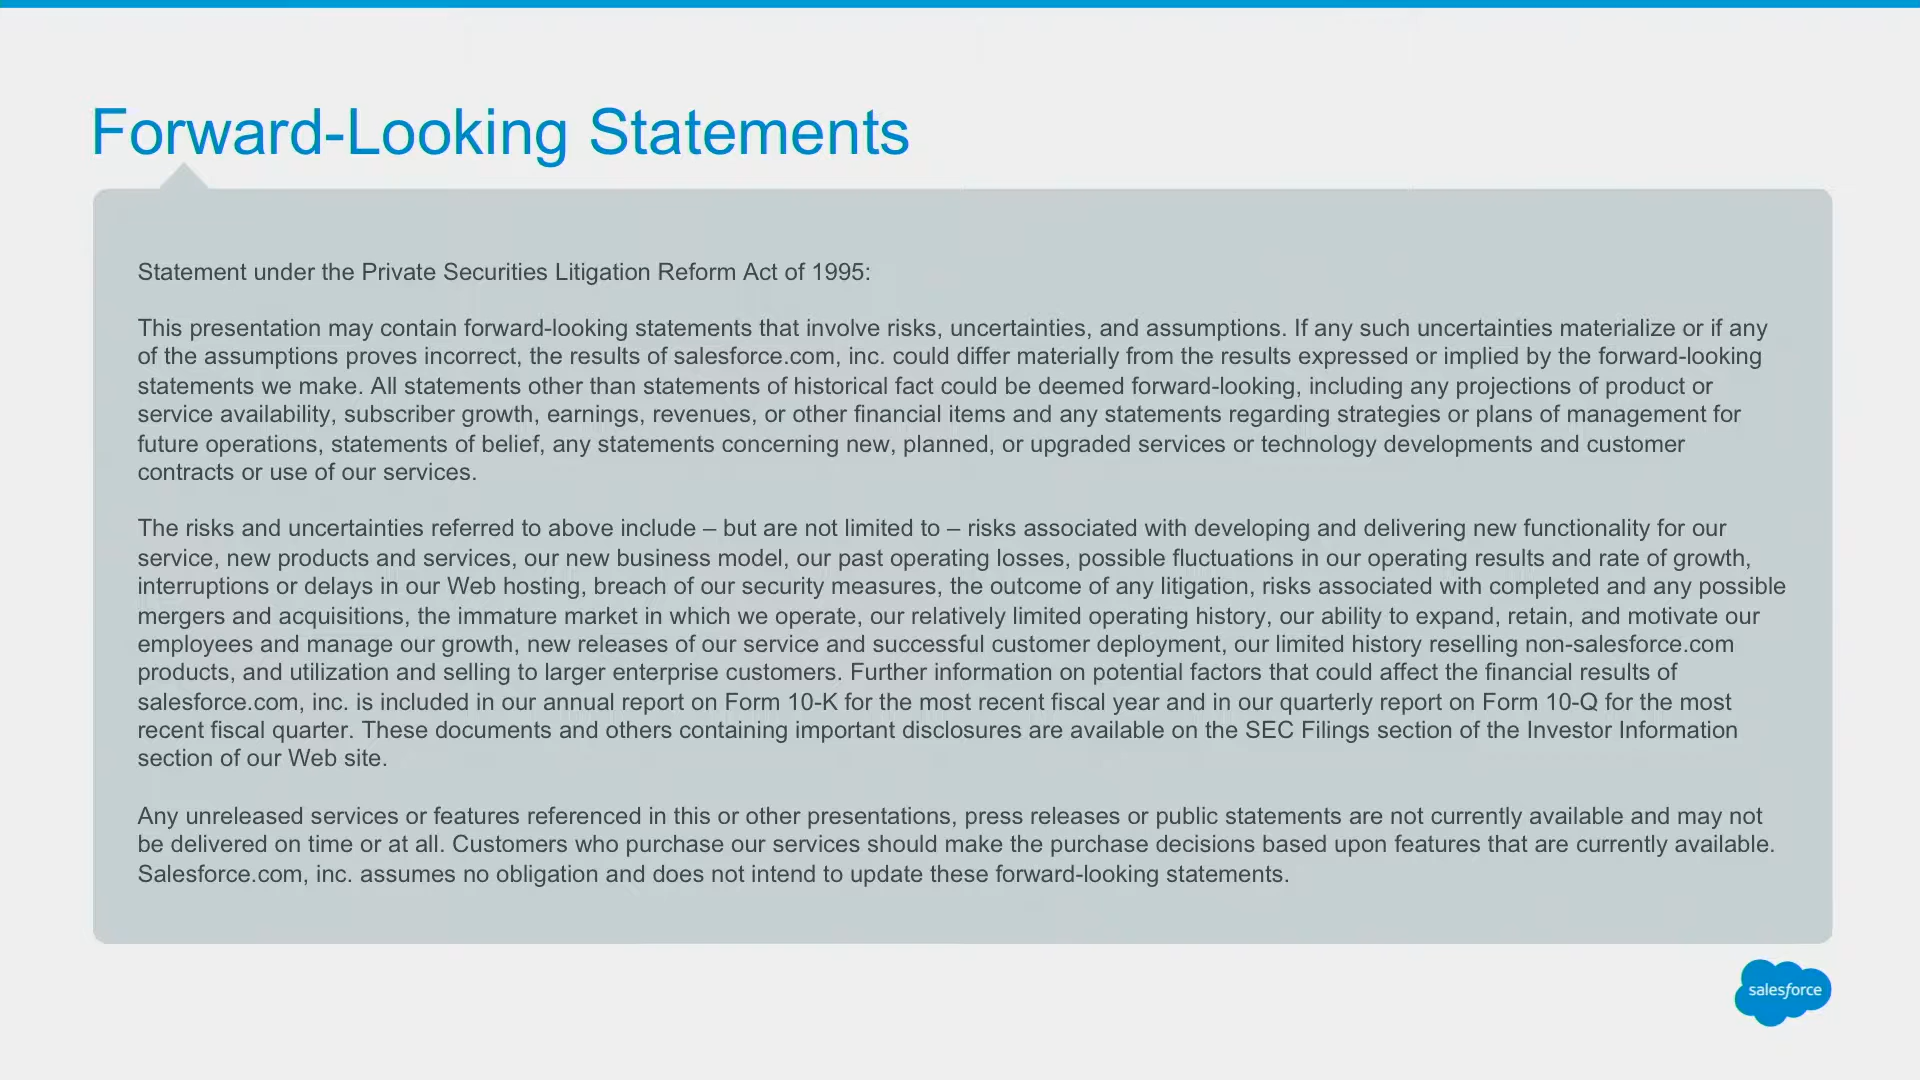 Forward-Looking Statements
Statement under the Private Securities Litigation Reform Act of 1995:
This presentation may contain forward-looking statements that involve risks, uncertainties, and assumptions. If any such uncertainties materialize or if any
of the assumptions proves incorrect, the results of salesforce.com, inc. could differ materially from the results expressed or implied by the forward-looking
statements we make. All statements other than statements of historical fact could be deemed forward-looking, including any projections of product or
service availability, subscriber growth, earnings, revenues, or other financial items and any statements regarding strategies or plans of management for
future operations, statements of belief, any statements concerning new, planned, or upgraded services or technology developments and customer
contracts or use of our services.
The risks and uncertainties referred to above include – but are not limited to – risks associated with developing and delivering new functionality for our
service, new products and services, our new business model, our past operating losses, possible fluctuations in our operating results and rate of growth,
interruptions or delays in our Web hosting, breach of our security measures, the outcome of any litigation, risks associated with completed and any possible
mergers and acquisitions, the immature market in which we operate, our relatively limited operating history, our ability to expand, retain, and motivate our
employees and manage our growth, new releases of our service and successful customer deployment, our limited history reselling non-salesforce.com
products, and utilization and selling to larger enterprise customers. Further information on potential factors that could affect the financial results of
salesforce.com, inc. is included in our annual report on Form 10-K for the most recent fiscal year and in our quarterly report on Form 10-Q for the most
recent fiscal quarter. These documents and others containing important disclosures are available on the SEC Filings section of the Investor Information
section of our Web site.
Any unreleased services or features referenced in this or other presentations, press releases or public statements are not currently available and may not
be delivered on time or at all. Customers who purchase our services should make the purchase decisions based upon features that are currently available.
Salesforce.com, inc. assumes no obligation and does not intend to update these forward-looking statements.
salesforce